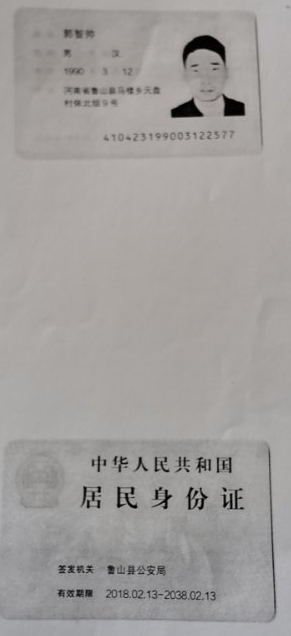 郭智帅
男 汉
1990 3 12
河南省鲁山县马楼乡
9号
410423199003122577
中华人民共和国
居民身份证
签发机关 鲁山县公安局
有效期限 2018.02.13-2038.02.13